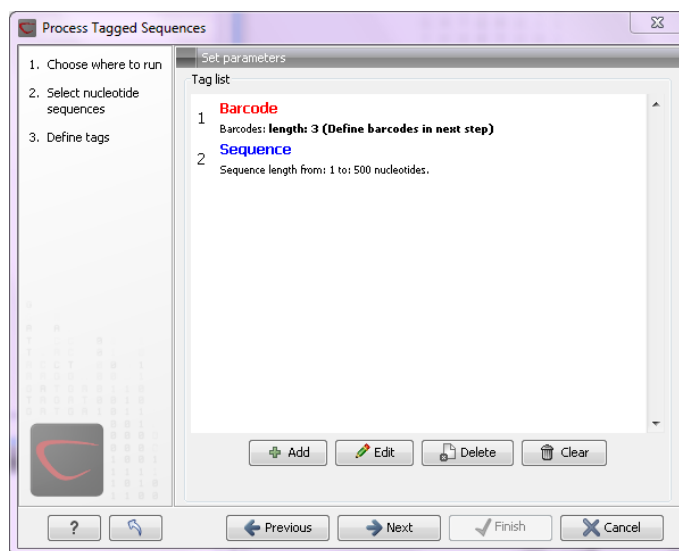 Process Tagged Sequences
1. Choose where to run
2. Select nucleotide
sequences
3. Define tags
Set parameters
Tag list
1 Barcode
Barcodes: length: 3 (Define barcodes in next step)
2 Sequence
Sequence length from: 1 to: 500 nucleotides.
Add Edit Delete Clear
? Previous Next Finish Cancel